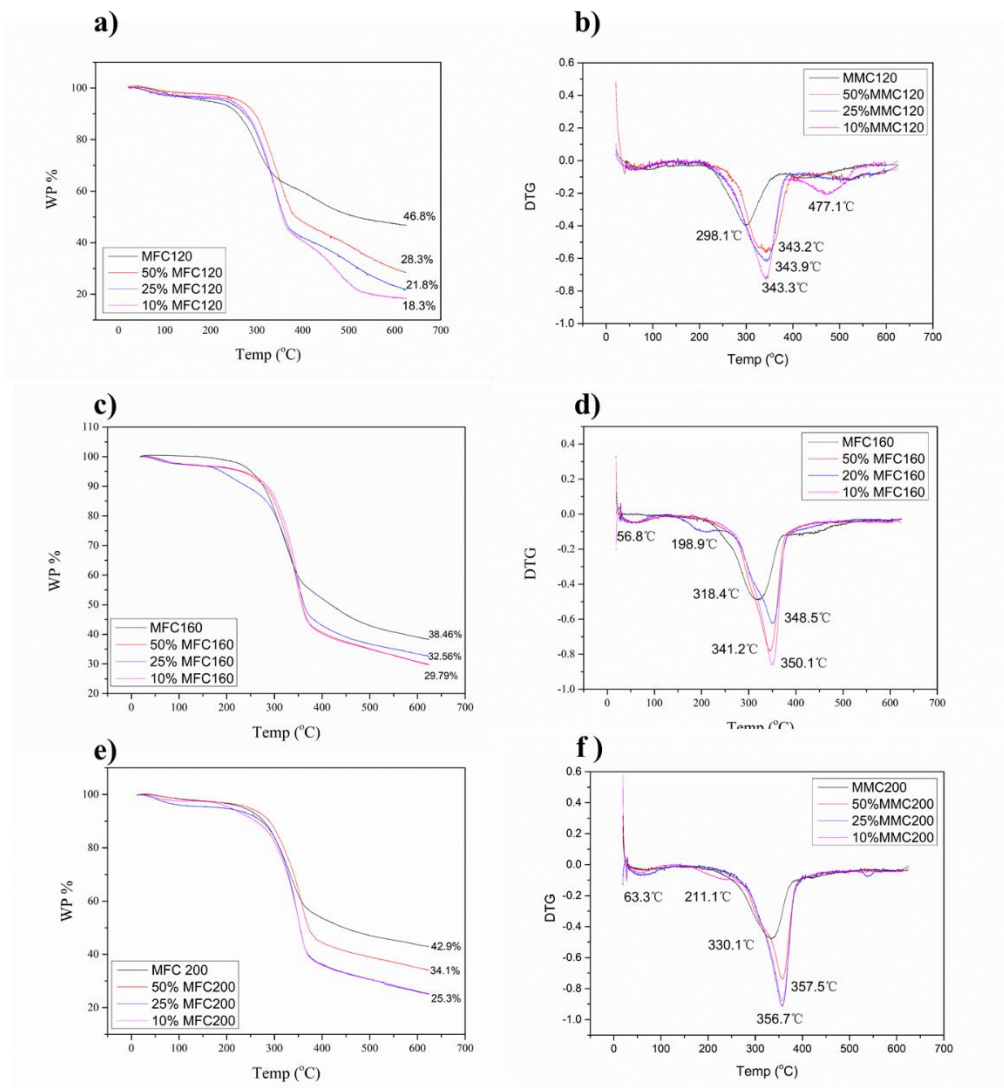 a)
100
80
60
40
20
WP %
0 100 200 300 400 500 600 700
Temp (°C)
MFC120
50% MFC120
25% MFC120
10% MFC120
46.8%
28.3%
21.8%
18.3%
b)
0.6
0.4
0.2
0.0
-0.2
-0.4
-0.6
-0.8
-1.0
DTG
0 100 200 300 400 500 600 700
Temp (°C)
MMC120
50%MMC120
25%MMC120
10%MMC120
477.1℃
298.1℃
343.2℃
343.9℃
343.3℃
c)
110
100
90
80
70
60
50
40
30
20
WP %
0 100 200 300 400 500 600 700
Temp (°C)
MFC160
50% MFC160
25% MFC160
10% MFC160
38.46%
32.56%
29.79%
d)
0.4
0.2
0.0
-0.2
-0.4
-0.6
-0.8
-1.0
DTG
0 100 200 300 400 500 600 700
Temp (°C)
MFC160
50% MFC160
20% MFC160
10% MFC160
56.8℃
198.9℃
318.4℃
348.5℃
341.2℃
350.1℃
e)
100
80
60
40
20
WP %
0 100 200 300 400 500 600 700
Temp (°C)
MFC 200
50% MFC200
25% MFC200
10% MFC200
42.9%
34.1%
25.3%
f )
0.6
0.4
0.2
0.0
-0.2
-0.4
-0.6
-0.8
-1.0
DTG
0 100 200 300 400 500 600 700
Temp (°C)
MMC200
50%MMC200
25%MMC200
10%MMC200
63.3℃
211.1℃
330.1℃
357.5℃
356.7℃